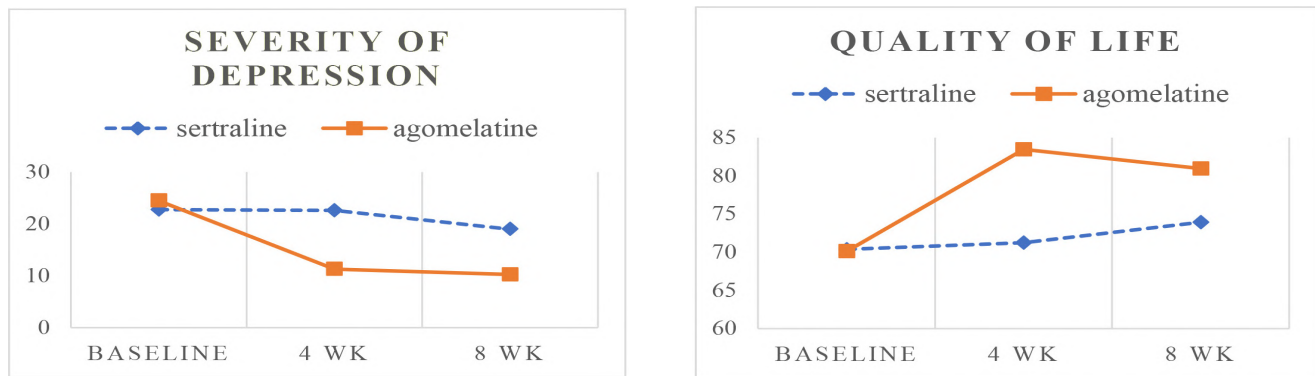 SEVERITY OF
DEPRESSION
sertraline agomelatine
30
20
10
0
BASELINE 4 WK 8 WK
QUALITY OF LIFE
sertraline agomelatine
85
80
75
70
65
60
BASELINE 4 WK 8 WK